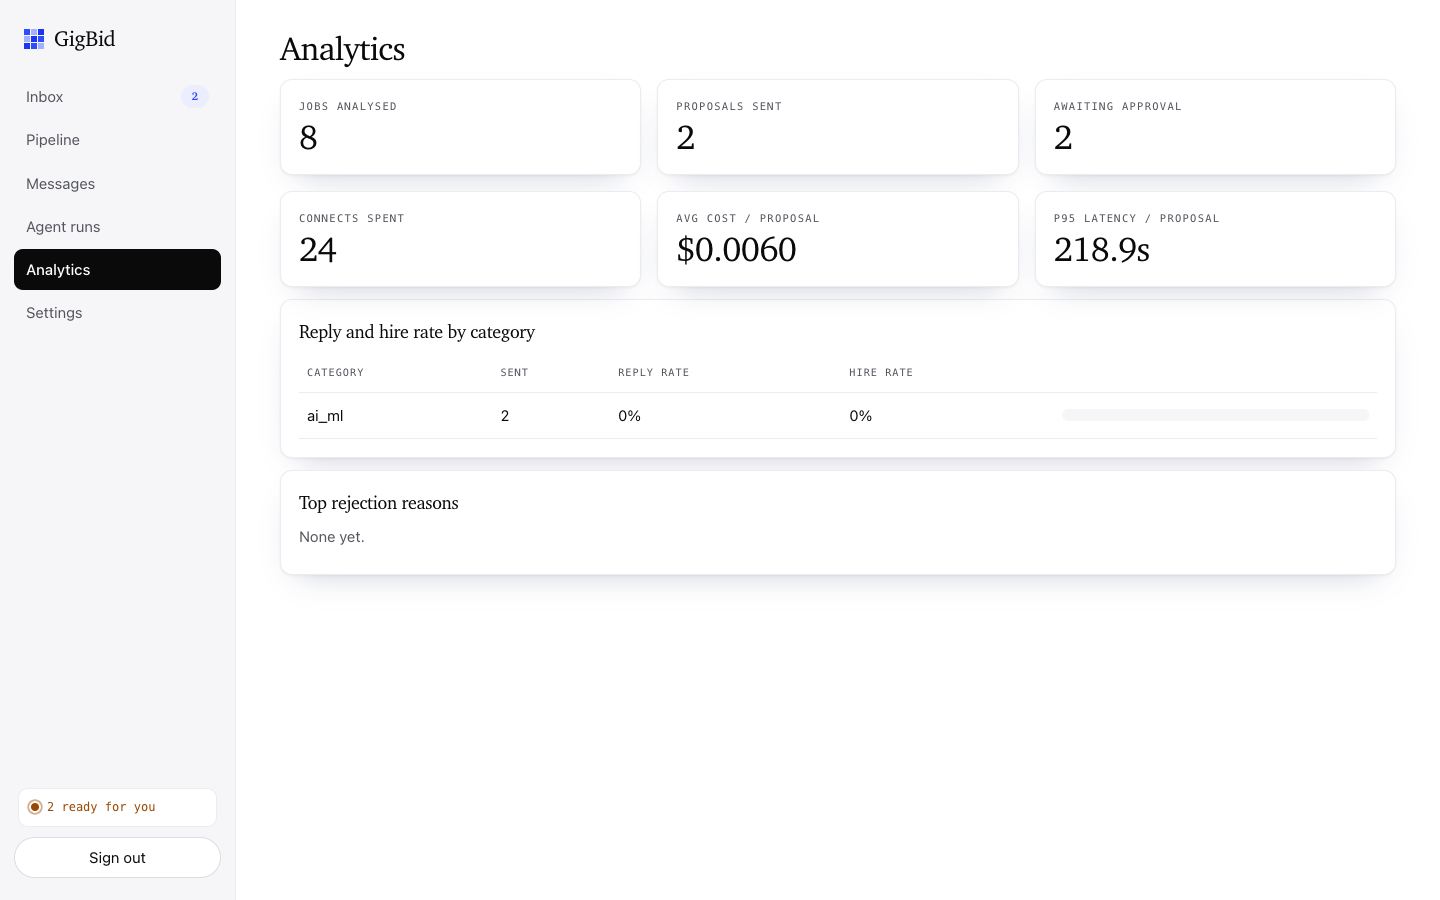 GigBid
Inbox 2
Pipeline
Messages
Agent runs
Analytics
Settings
2 ready for you
Sign out
Analytics
JOBS ANALYSED
8
PROPOSALS SENT
2
AWAITING APPROVAL
2
CONNECTS SPENT
24
AVG COST / PROPOSAL
$0.0060
P95 LATENCY / PROPOSAL
218.9s
Reply and hire rate by category
CATEGORY SENT REPLY RATE HIRE RATE
ai_ml 2 0% 0%
Top rejection reasons
None yet.